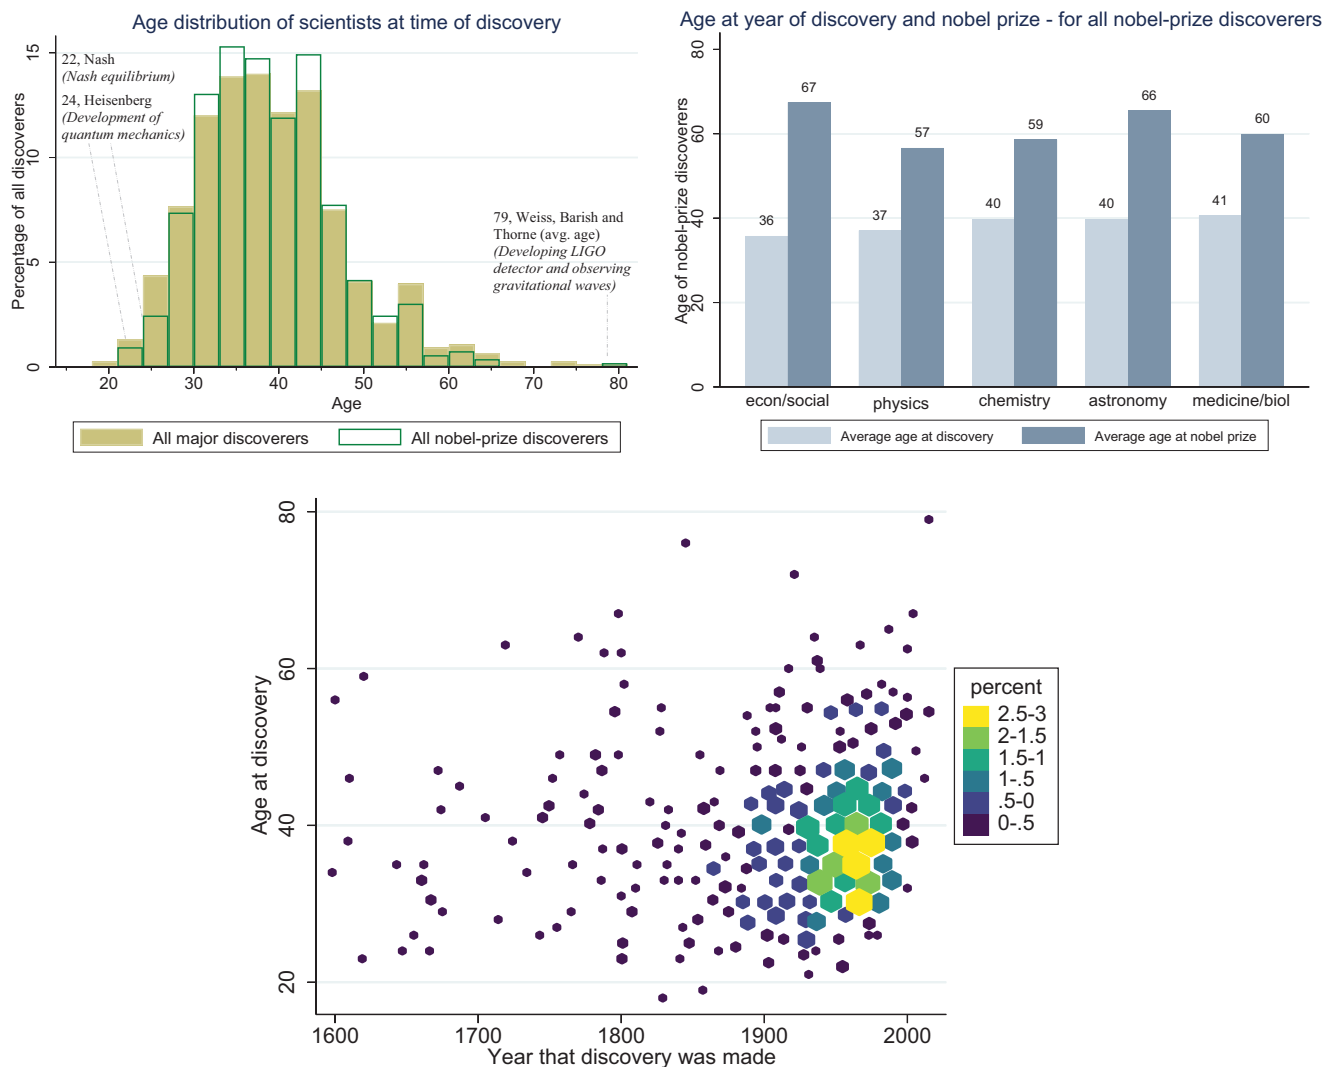 Age distribution of scientists at time of discovery
Percentage of all discoverers
15
10
5
0
22, Nash
(Nash equilibrium)
24, Heisenberg
(Development of
quantum mechanics)
79, Weiss, Barish and
Thorne (avg. age)
(Developing LIGO
detector and observing
gravitational waves)
20 30 40 50 60 70 80
Age
All major discoverers All nobel-prize discoverers
Age at year of discovery and nobel prize - for all nobel-prize discoverers
Age of nobel-prize discoverers
80
60
40
20
0
36 67 37 57 40 59 40 66 41 60
econ/social physics chemistry astronomy medicine/biol
Average age at discovery Average age at nobel prize
Age at discovery
80
60
40
20
1600 1700 1800 1900 2000
Year that discovery was made
percent
2.5-3
2-1.5
1.5-1
1-.5
.5-0
0-.5